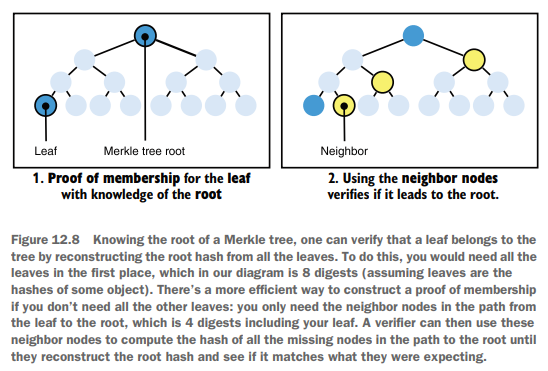 Leaf
Merkle tree root
Neighbor
1. Proof of membership for the leaf
with knowledge of the root
2. Using the neighbor nodes
verifies if it leads to the root.
Figure 12.8 Knowing the root of a Merkle tree, one can verify that a leaf belongs to the
tree by reconstructing the root hash from all the leaves. To do this, you would need all the
leaves in the first place, which in our diagram is 8 digests (assuming leaves are the
hashes of some object). There's a more efficient way to construct a proof of membership
if you don't need all the other leaves: you only need the neighbor nodes in the path from
the leaf to the root, which is 4 digests including your leaf. A verifier can then use these
neighbor nodes to compute the hash of all the missing nodes in the path to the root until
they reconstruct the root hash and see if it matches what they were expecting.